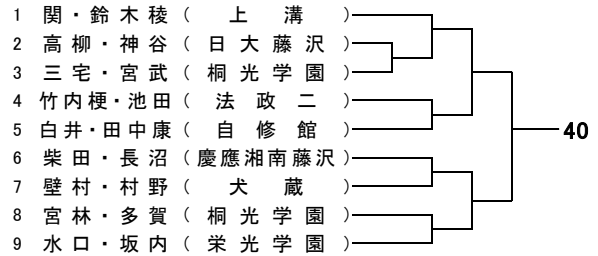 1 関・鈴木稜 ( 上溝 )
2 高柳・神谷 ( 日大藤沢 )
3 三宅・宮武 ( 桐光学園 )
4 竹内梗・池田 ( 法政二 )
5 白井・田中康 ( 自修館 )
6 柴田・長沼 ( 慶應湘南藤沢 )
7 壁村・村野 ( 犬蔵 )
8 宮林・多賀 ( 桐光学園 )
9 水口・坂内 ( 栄光学園 )
40